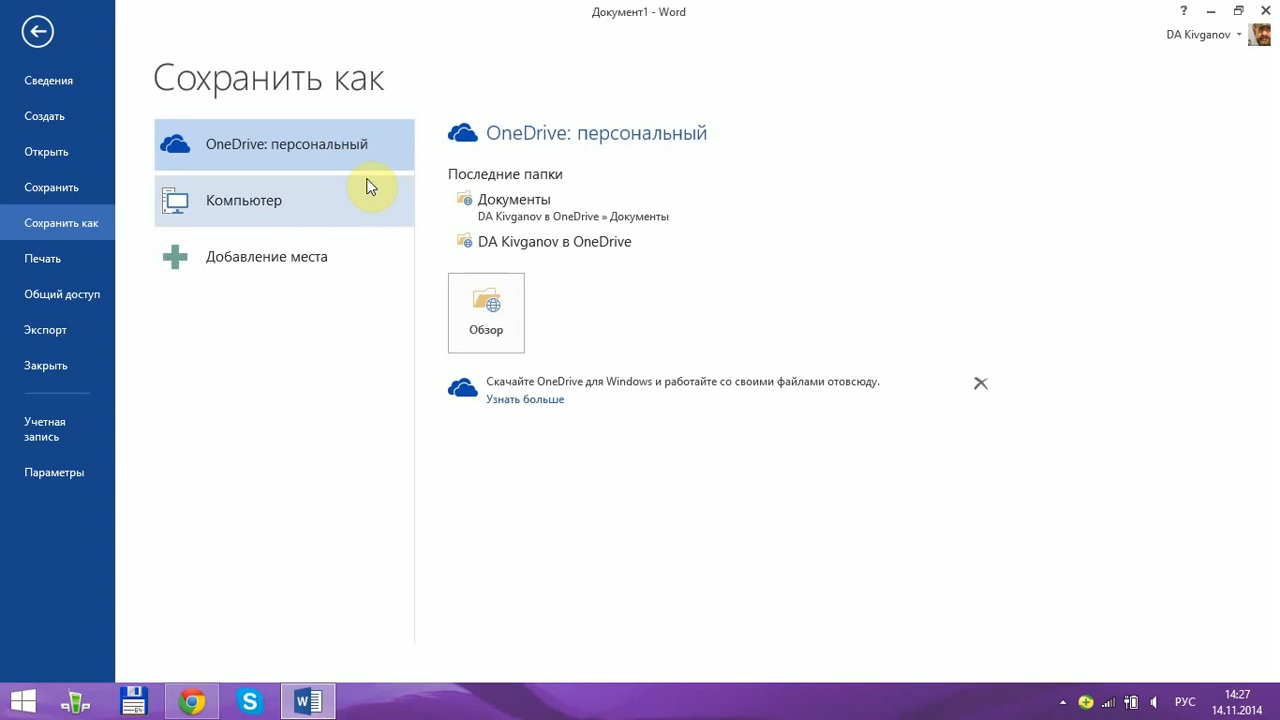 Документ1 - Word
?
DA Kivganov
Сведения
Создать
Открыть
Сохранить
Сохранить как
Печать
Общий доступ
Экспорт
Закрыть
Учетная
запись
Параметры
Сохранить как
OneDrive: персональный
Компьютер
Добавление места
OneDrive: персональный
Последние папки
Документы
DA Kivganov в OneDrive » Документы
DA Kivganov в OneDrive
Обзор
Скачайте OneDrive для Windows и работайте со своими файлами отовсюду.
Узнать больше
РУС
14:27
14.11.2014